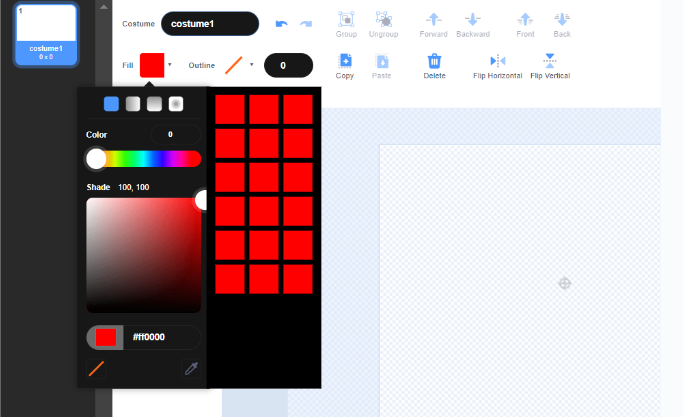 1
costume1
0 x 0
Costume
costume1
Group
Ungroup
Forward
Backward
Front
Back
Fill
Outline
0
Copy
Paste
Delete
Flip Horizontal
Flip Vertical
Color
0
Shade 100, 100
#ff0000